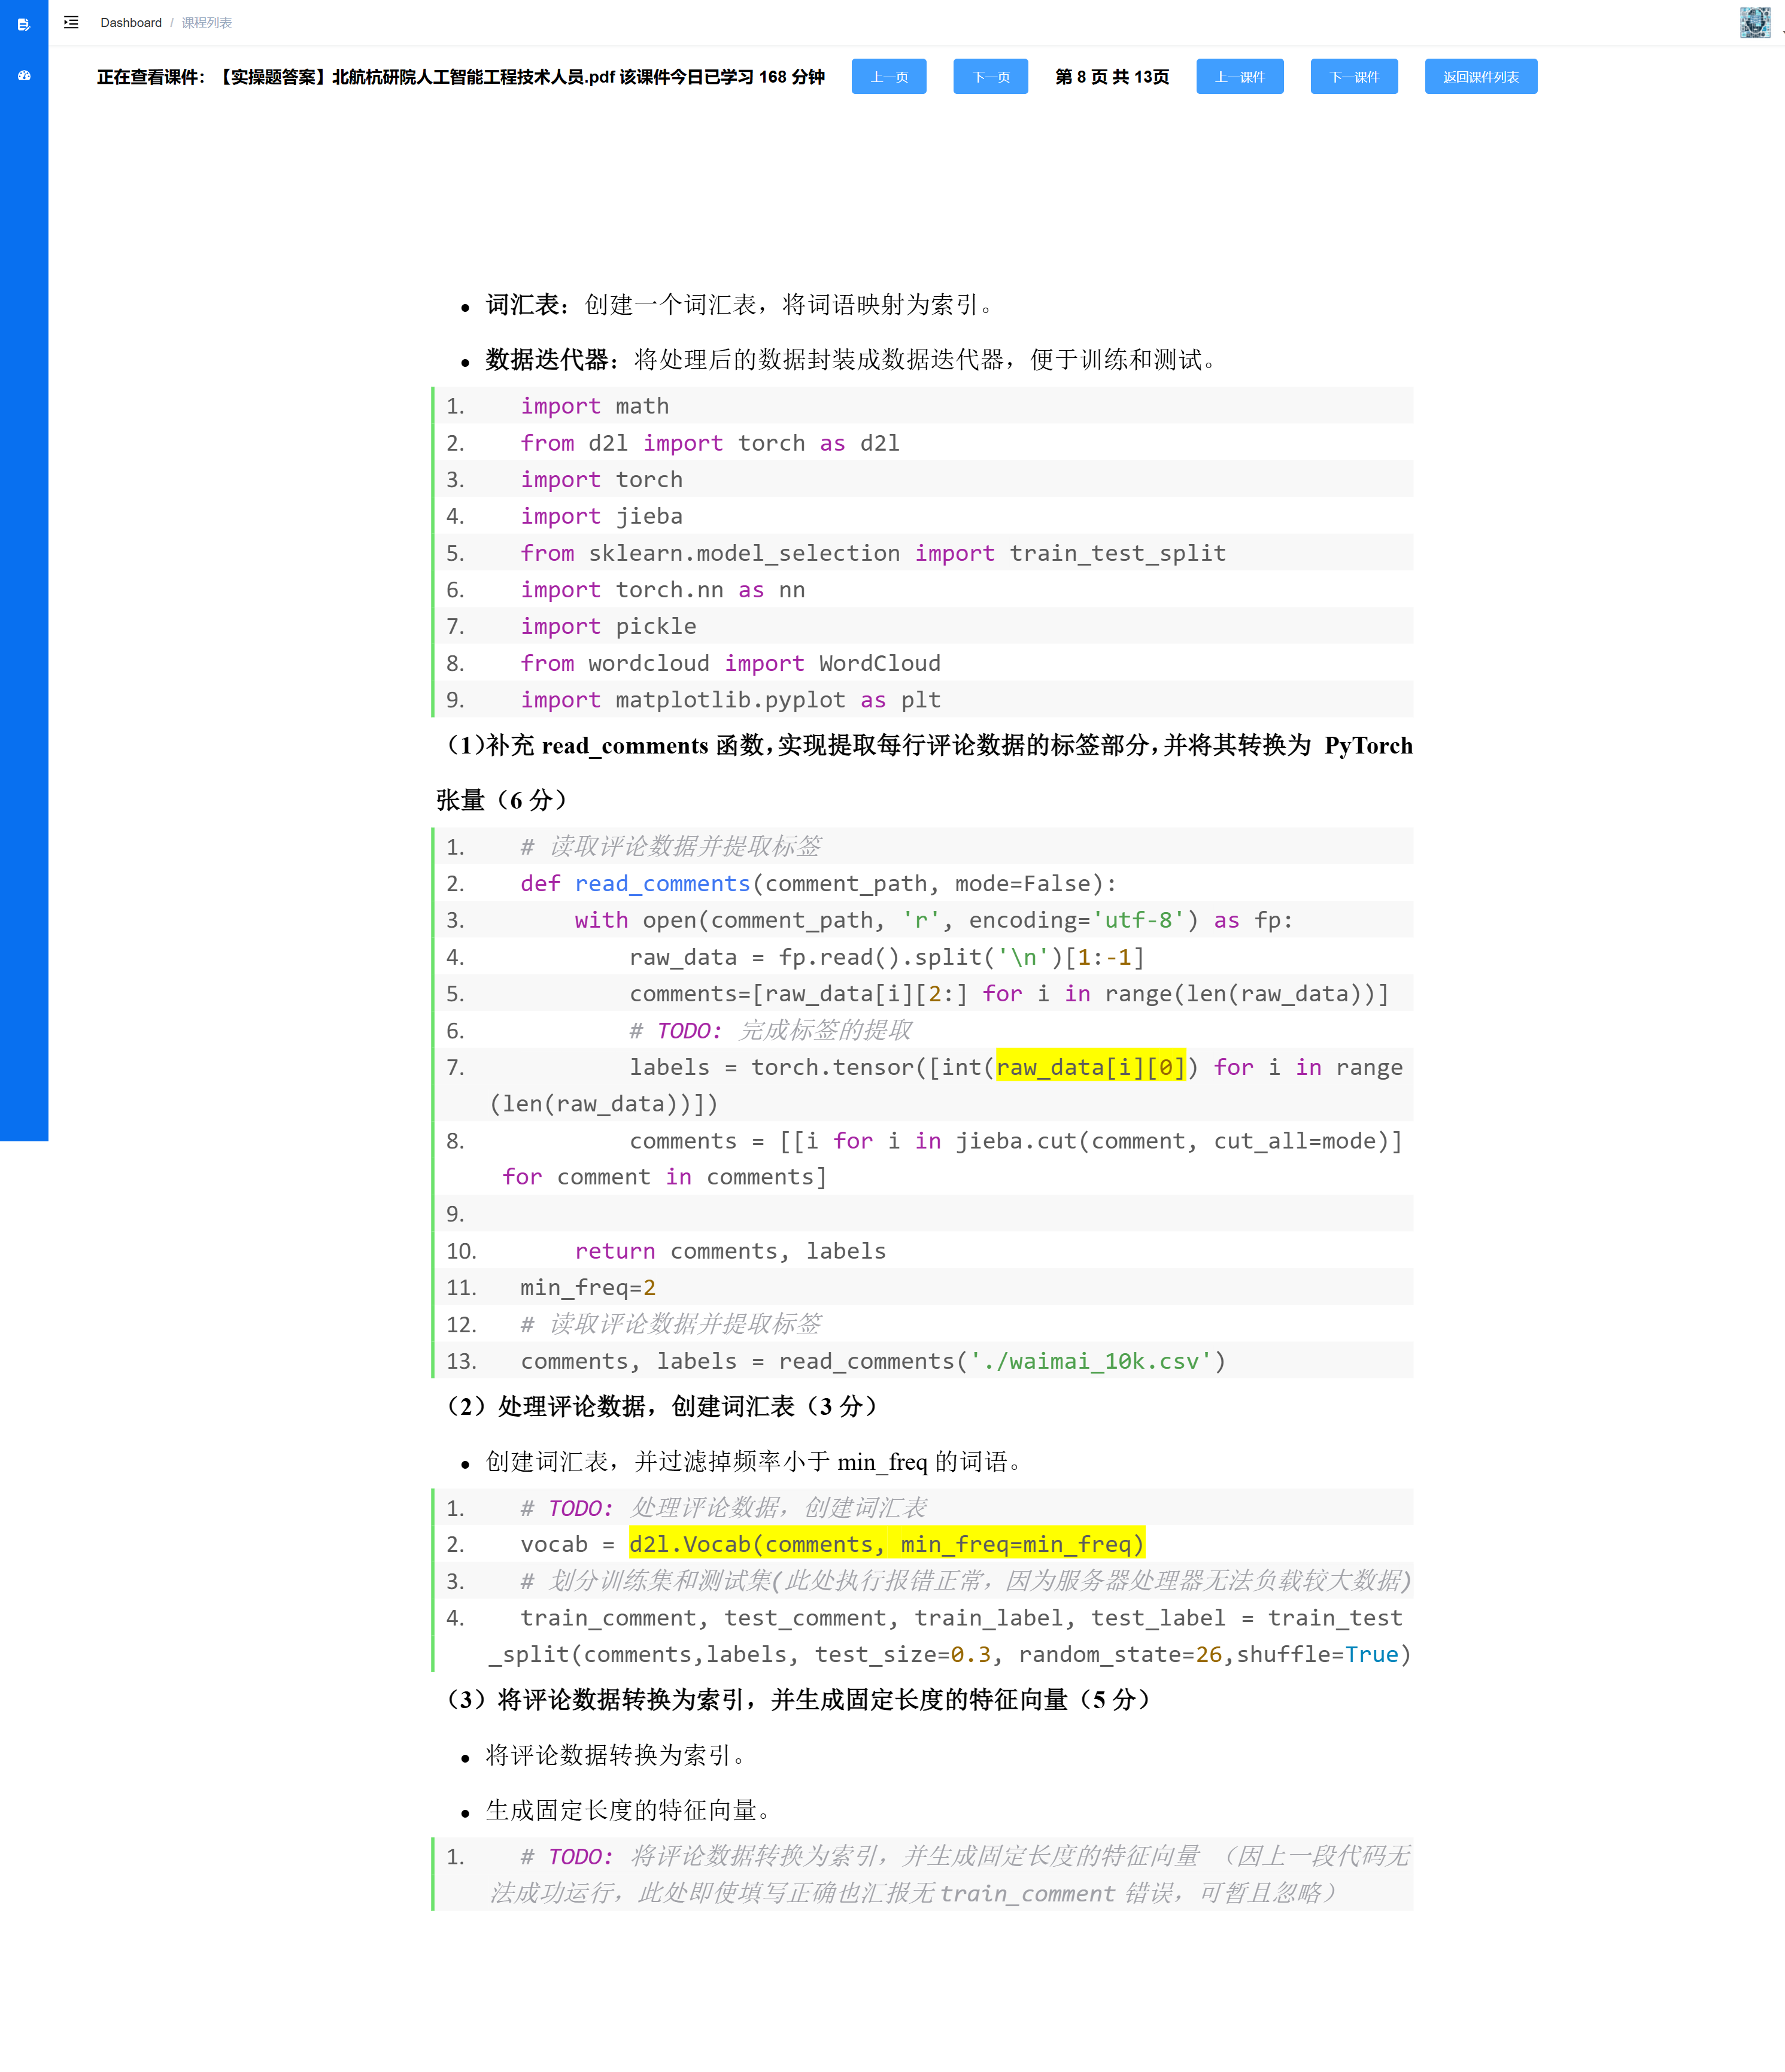 Dashboard / 课程列表
正在查看课件：【实操题答案】北航杭研院人工智能工程技术人员.pdf 该课件今日已学习 168 分钟 上一页 下一页 第 8 页 共 13页 上一课件 下一课件 返回课件列表
• 词汇表：创建一个词汇表，将词语映射为索引。
• 数据迭代器：将处理后的数据封装成数据迭代器，便于训练和测试。
1. import math
2. from d2l import torch as d2l
3. import torch
4. import jieba
5. from sklearn.model_selection import train_test_split
6. import torch.nn as nn
7. import pickle
8. from wordcloud import WordCloud
9. import matplotlib.pyplot as plt
（1）补充 read_comments 函数，实现提取每行评论数据的标签部分，并将其转换为 PyTorch
张量（6 分）
1. # 读取评论数据并提取标签
2. def read_comments(comment_path, mode=False):
3.     with open(comment_path, 'r', encoding='utf-8') as fp:
4.         raw_data = fp.read().split('\n')[1:-1]
5.         comments=[raw_data[i][2:] for i in range(len(raw_data))]
6.         # TODO: 完成标签的提取
7.         labels = torch.tensor([int(raw_data[i][0]) for i in range
(len(raw_data))])
8.         comments = [[i for i in jieba.cut(comment, cut_all=mode)]
for comment in comments]
9.
10.     return comments, labels
11. min_freq=2
12. # 读取评论数据并提取标签
13. comments, labels = read_comments('./waimai_10k.csv')
（2）处理评论数据，创建词汇表（3 分）
• 创建词汇表，并过滤掉频率小于 min_freq 的词语。
1. # TODO: 处理评论数据，创建词汇表
2. vocab = d2l.Vocab(comments, min_freq=min_freq)
3. # 划分训练集和测试集(此处执行报错正常，因为服务器处理器无法负载较大数据)
4. train_comment, test_comment, train_label, test_label = train_test
_split(comments,labels, test_size=0.3, random_state=26,shuffle=True)
（3）将评论数据转换为索引，并生成固定长度的特征向量（5 分）
• 将评论数据转换为索引。
• 生成固定长度的特征向量。
1. # TODO: 将评论数据转换为索引，并生成固定长度的特征向量 （因上一段代码无
法成功运行，此处即使填写正确也汇报无 train_comment 错误，可暂且忽略）